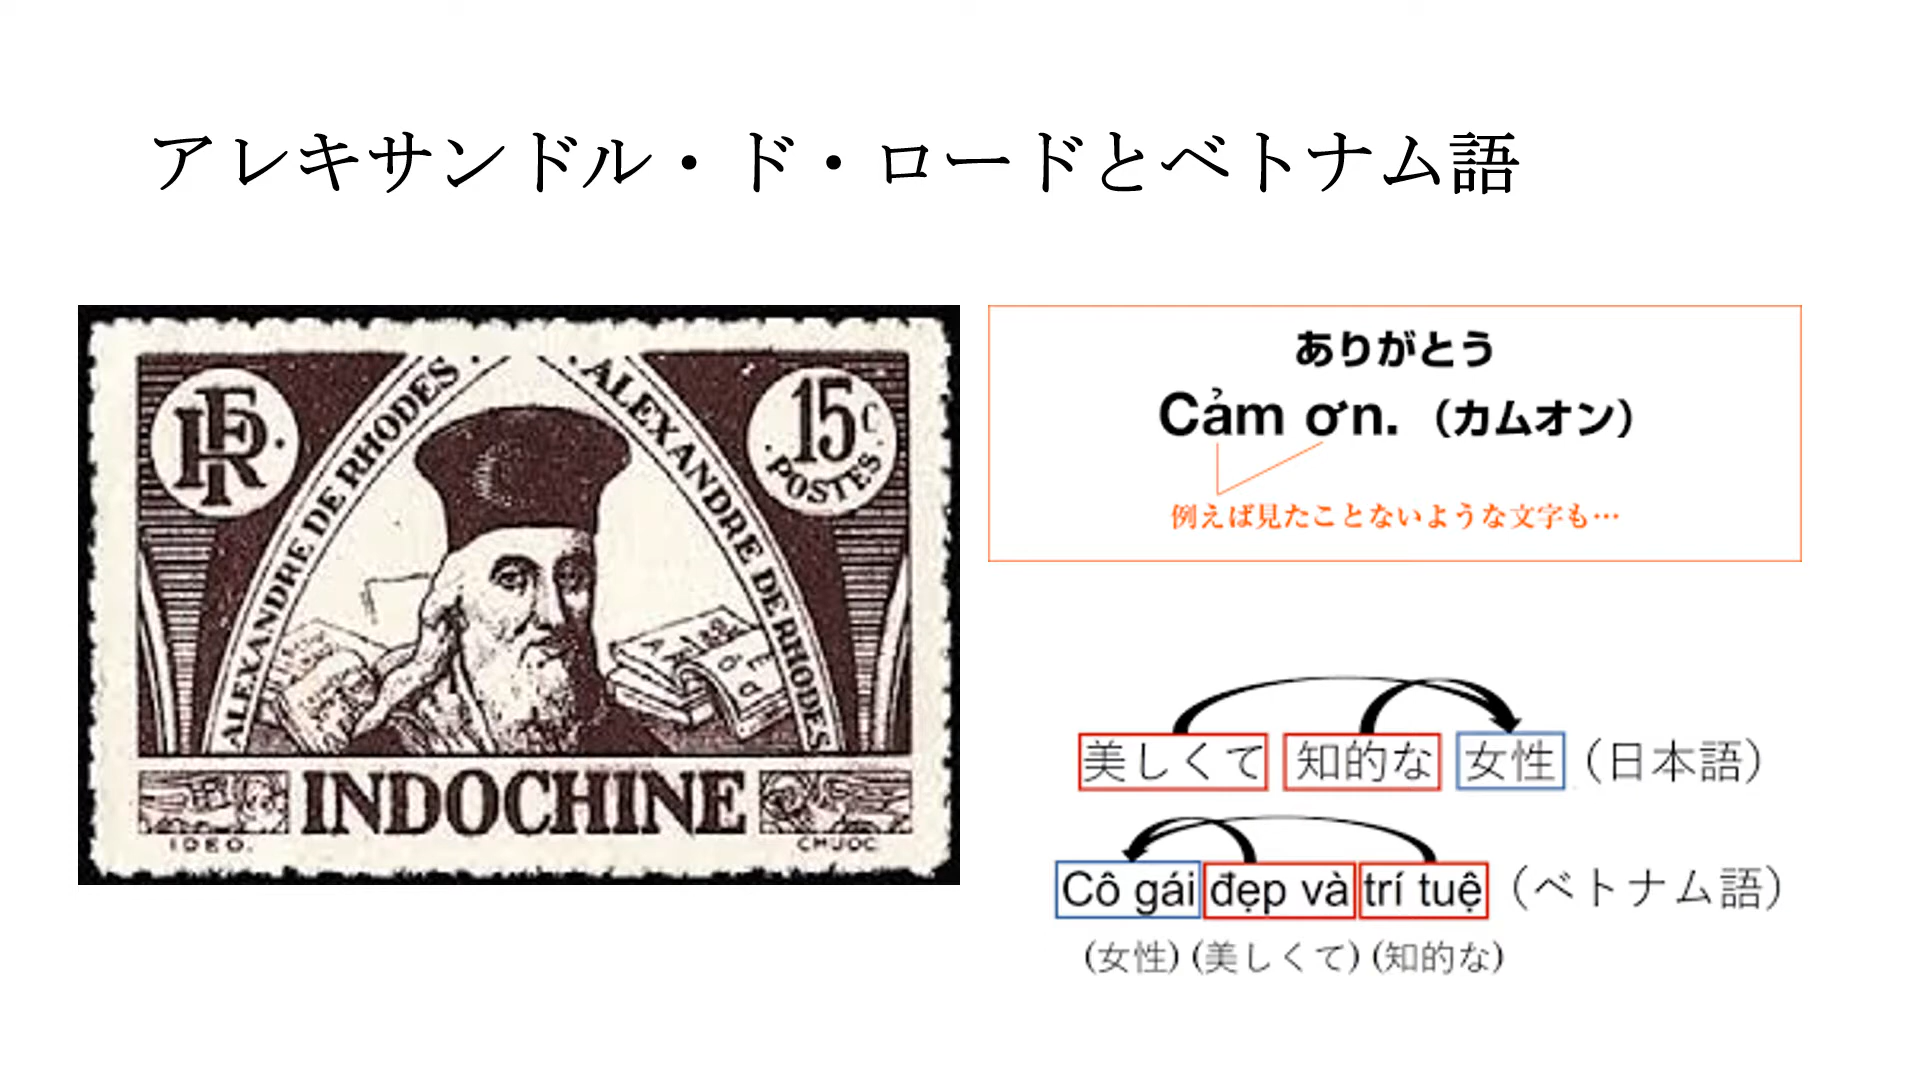 アレキサンドル・ド・ロードとベトナム語
RF
ALEXANDRE DE RHODES
ALEXANDRE DE RHODES
15c.
POSTES
INDOCHINE
IDEO.
CHUOC
ありがとう
Cảm ơn.（カムオン）
例えば見たことないような文字も…
美しくて 知的な 女性（日本語）
Cô gái đẹp và trí tuệ（ベトナム語）
(女性) (美しくて) (知的な)